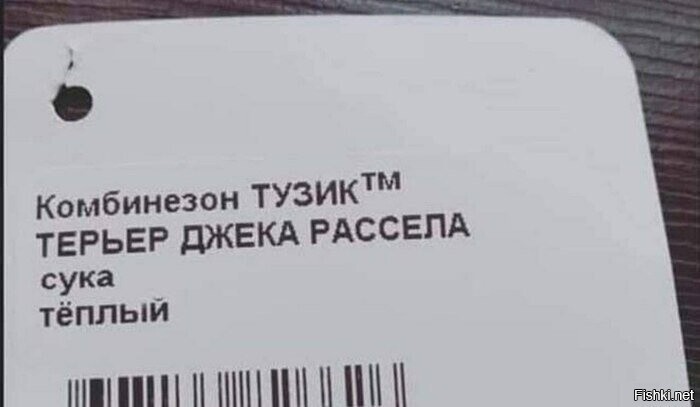 Комбинезон ТУЗИК™
ТЕРЬЕР ДЖЕКА РАССЕЛА
сука
тёплый
Fishki.net